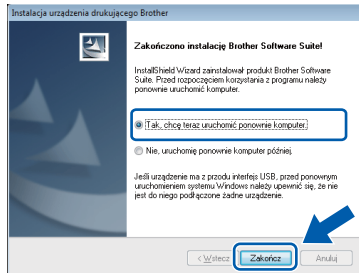 Instalacja urządzenia drukującego Brother
Zakończono instalację Brother Software Suite!
InstallShield Wizard zainstalował produkt Brother Software
Suite. Przed rozpoczęciem korzystania z programu należy
ponownie uruchomić komputer.
Tak, chcę teraz uruchomić ponownie komputer.
Nie, uruchomię ponownie komputer później.
Jeśli urządzenie ma z przodu interfejs USB, przed ponownym
uruchomieniem systemu Windows należy upewnić się, że nie
jest do niego podłączone żadne urządzenie.
< Wstecz Zakończ Anuluj